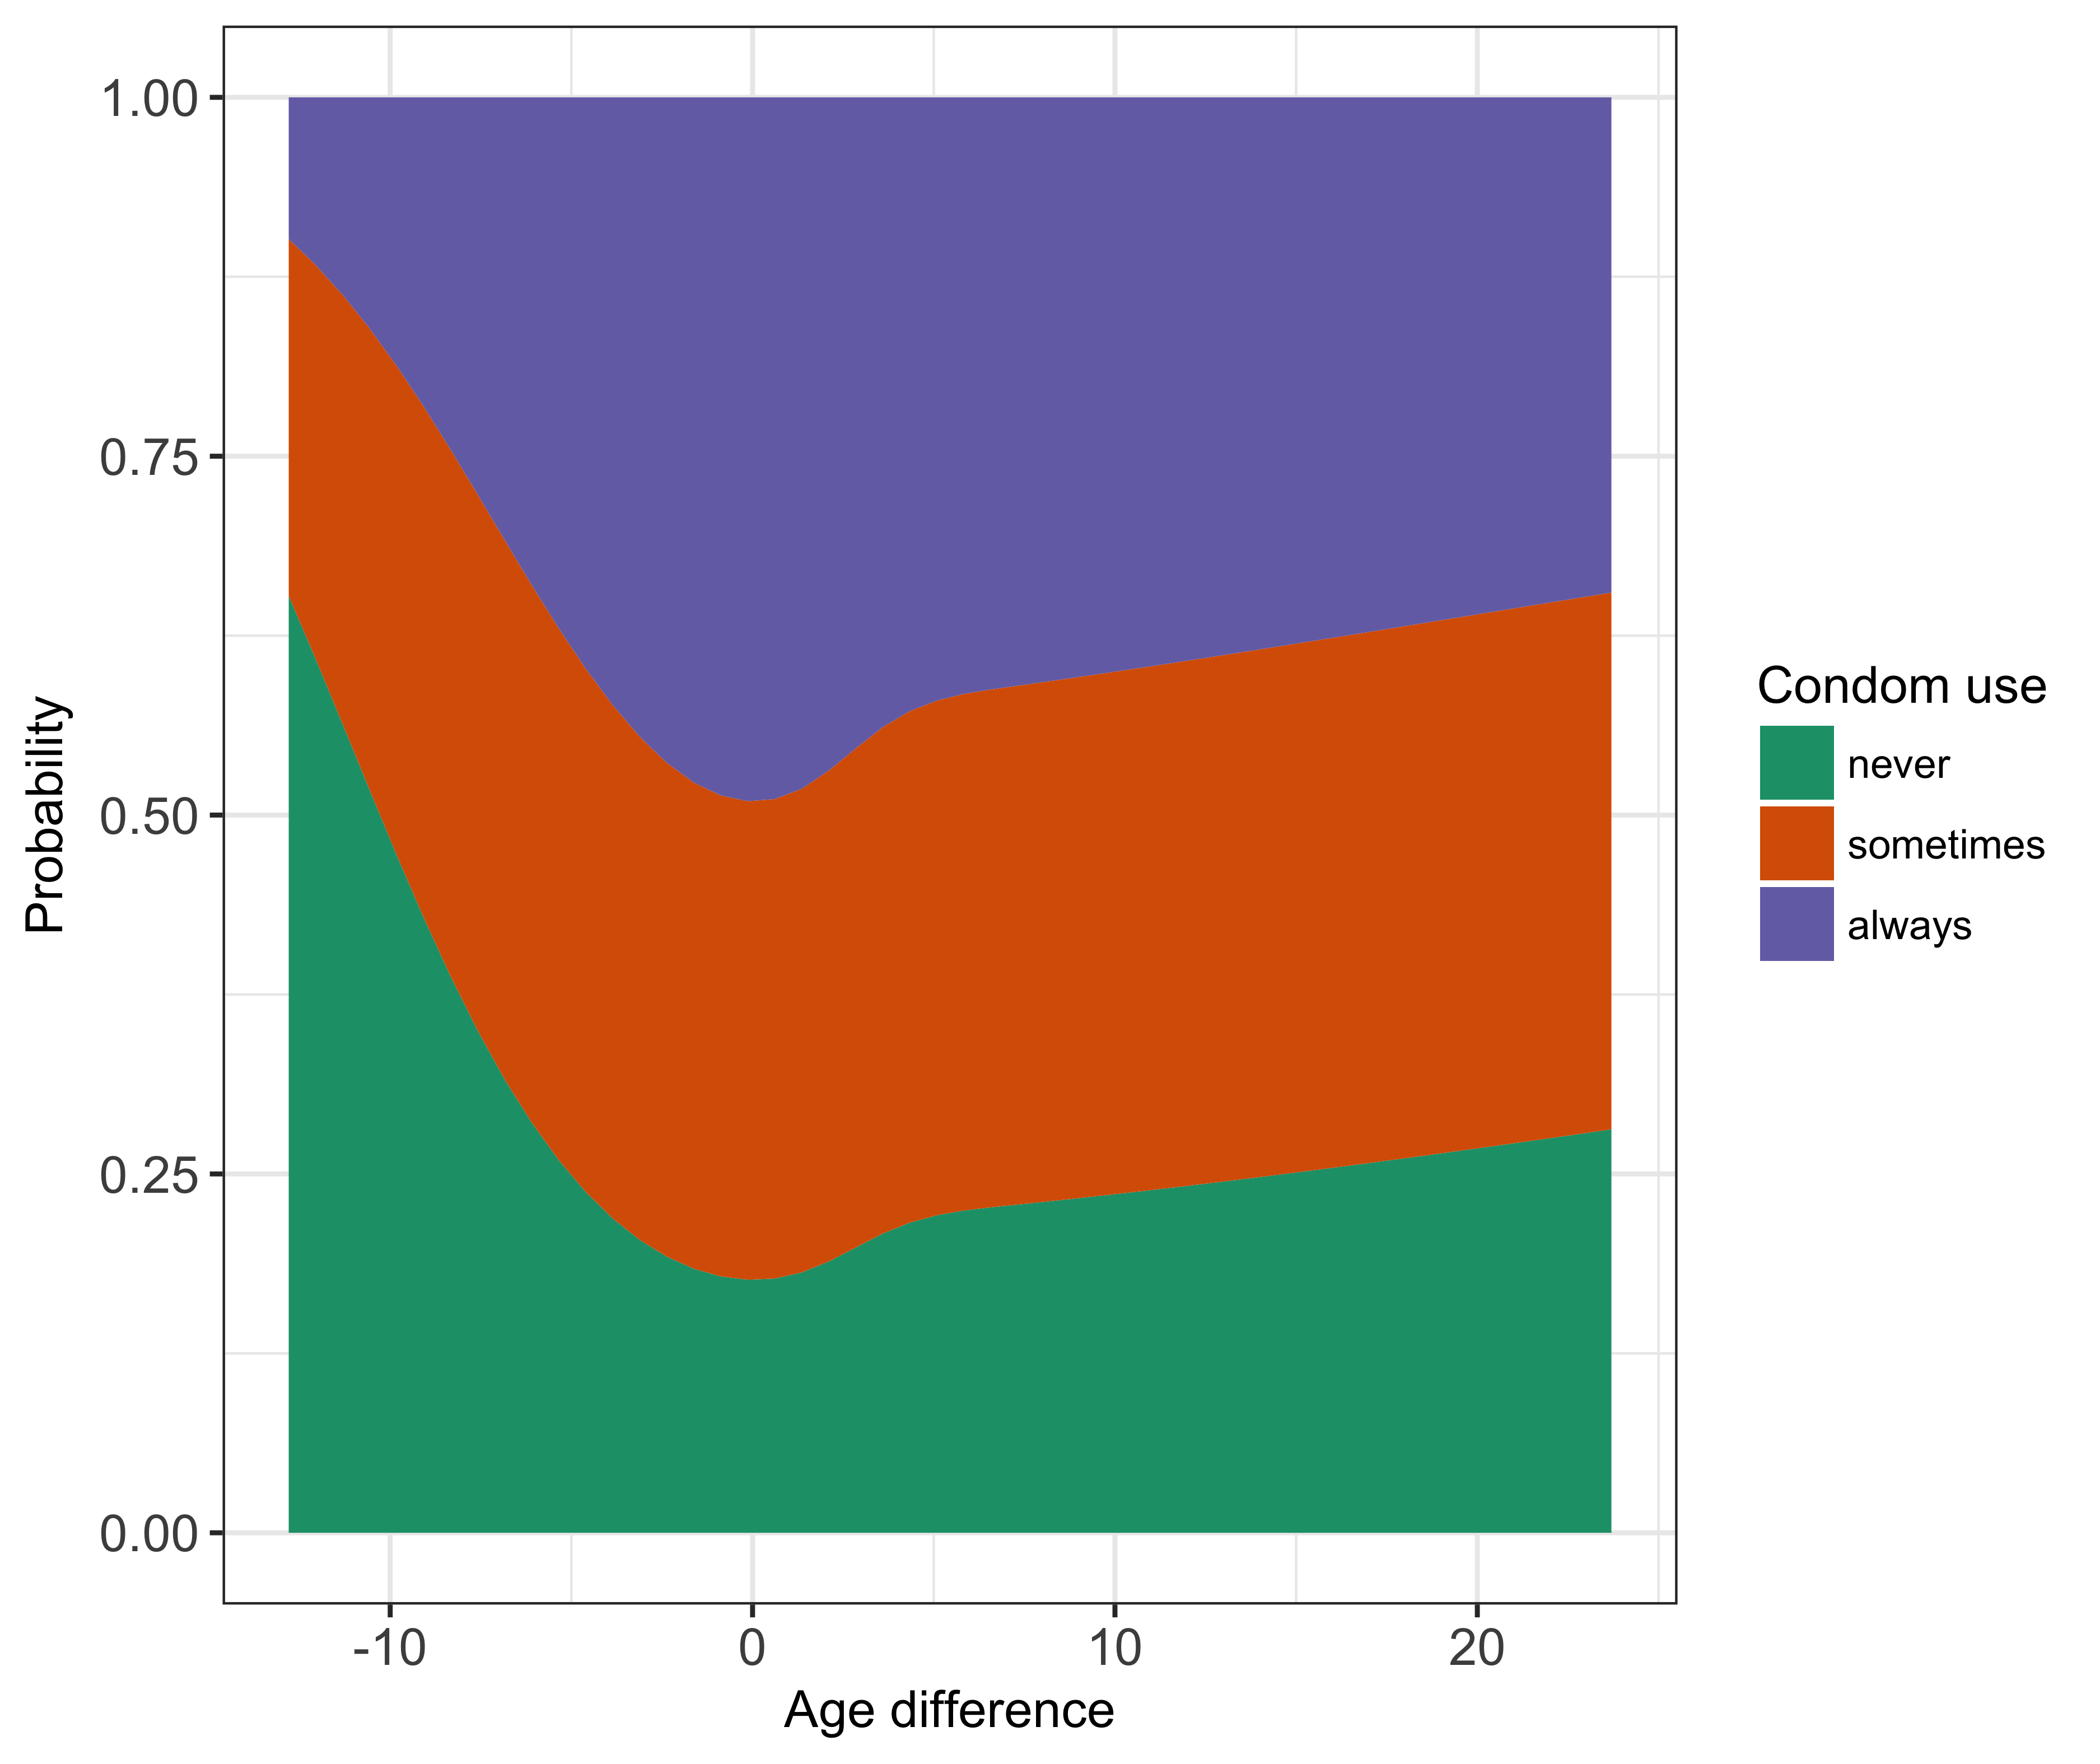 1.00
0.75
0.50
0.25
0.00
Probability
-10 0 10 20
Age difference
Condom use
never
sometimes
always